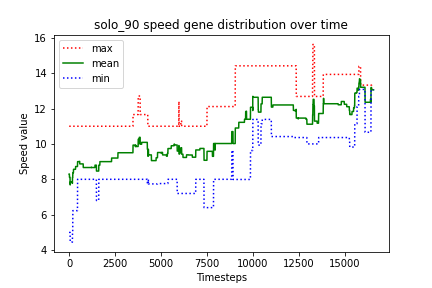 solo_90 speed gene distribution over time
max
mean
min
Speed value
16
14
12
10
8
6
4
0
2500
5000
7500
10000
12500
15000
Timesteps